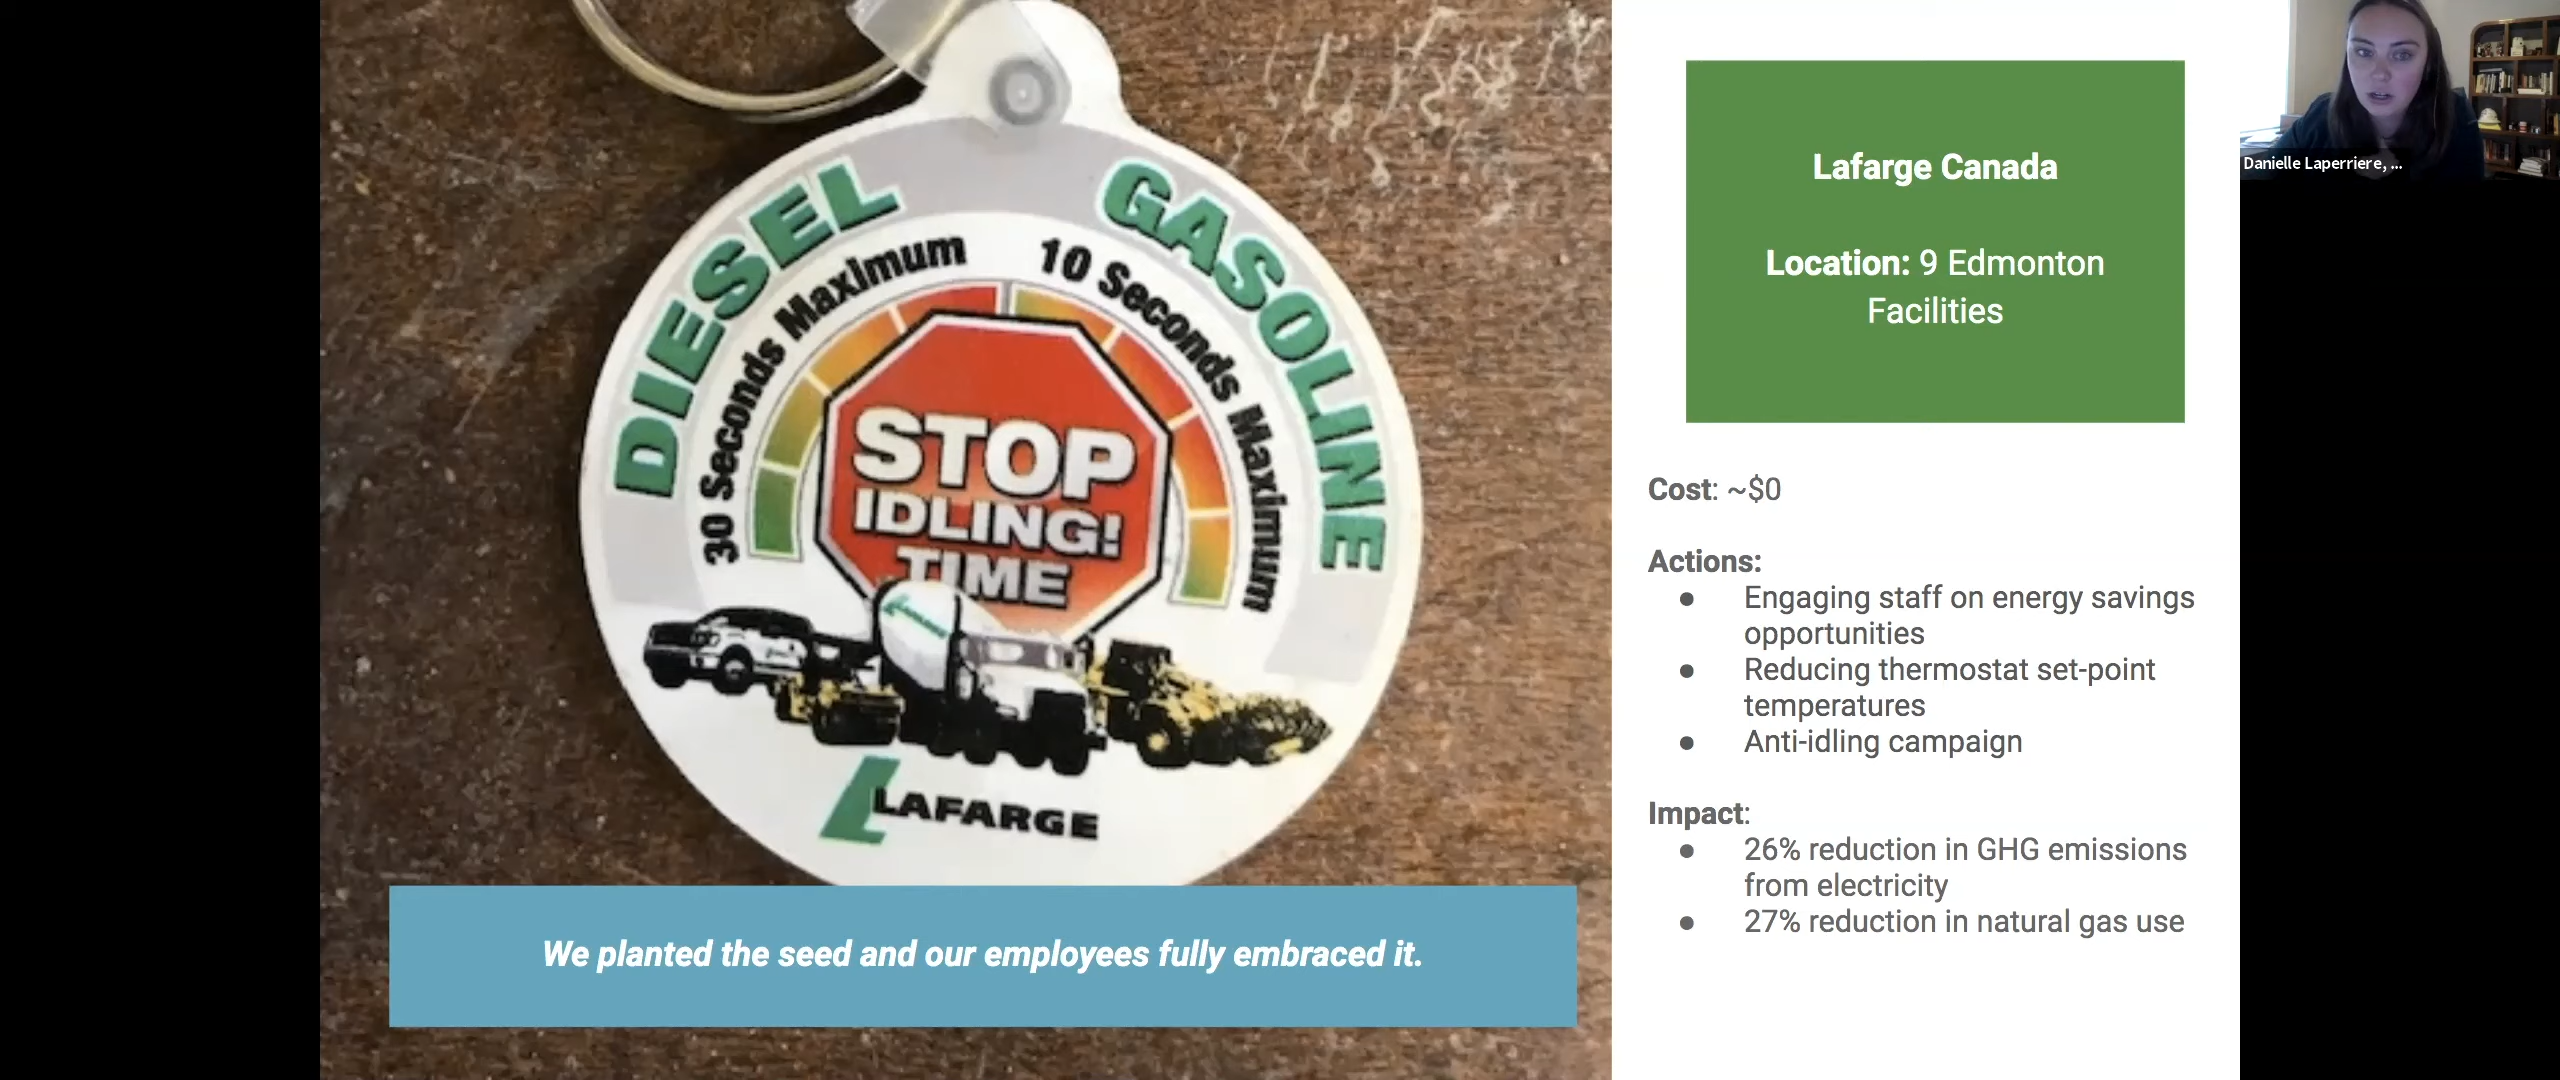 DIESEL
GASOLINE
30 Seconds Maximum
10 Seconds Maximum
STOP
IDLING!
TIME
LAFARGE
We planted the seed and our employees fully embraced it.
Lafarge Canada
Location: 9 Edmonton
Facilities
Cost: ~$0
Actions:
● Engaging staff on energy savings
opportunities
● Reducing thermostat set-point
temperatures
● Anti-idling campaign
Impact:
● 26% reduction in GHG emissions
from electricity
● 27% reduction in natural gas use
Danielle Laperriere, ...